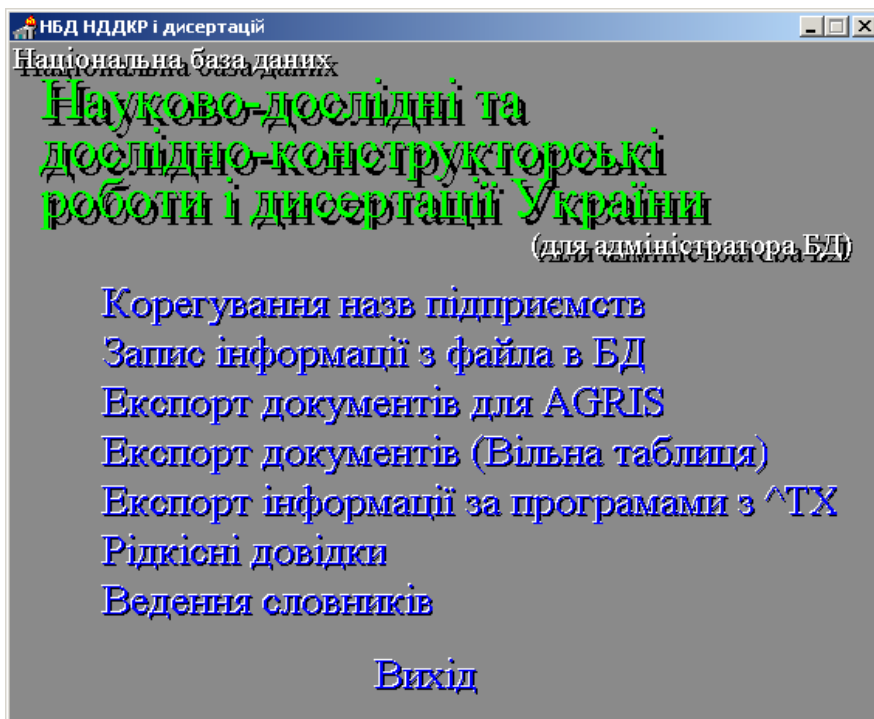 НБД НДДКР і дисертацій
Національна база даних
Науково-дослідні та
дослідно-конструкторські
роботи і дисертації України
(для адміністратора БД)
Корегування назв підприємств
Запис інформації з файла в БД
Експорт документів для AGRIS
Експорт документів (Вільна таблиця)
Експорт інформації за програмами з ^TX
Рідкісні довідки
Ведення словників
Вихід